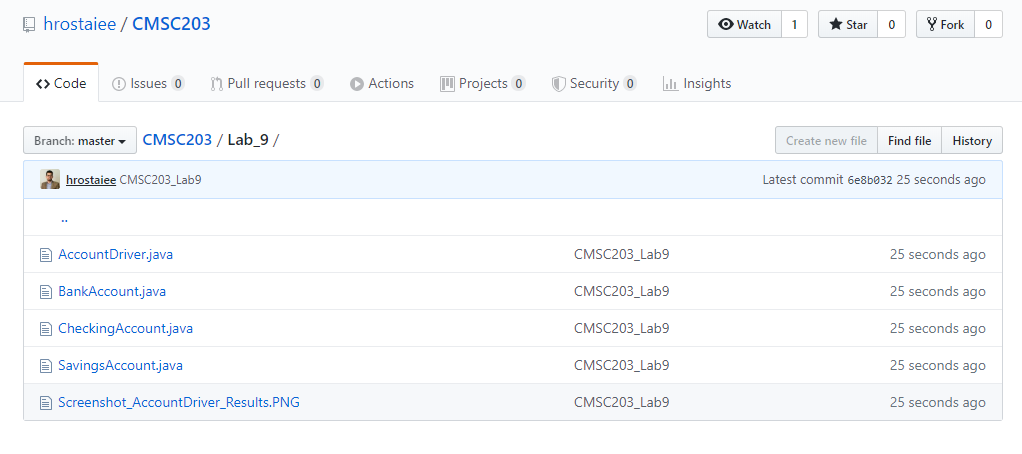 hrostaiee / CMSC203 Watch 1 Star 0 Fork 0
Code Issues 0 Pull requests 0 Actions Projects 0 Security 0 Insights
Branch: master CMSC203 / Lab_9 / Create new file Find file History
hrostaiee CMSC203_Lab9 Latest commit 6e8b032 25 seconds ago
..
AccountDriver.java CMSC203_Lab9 25 seconds ago
BankAccount.java CMSC203_Lab9 25 seconds ago
CheckingAccount.java CMSC203_Lab9 25 seconds ago
SavingsAccount.java CMSC203_Lab9 25 seconds ago
Screenshot_AccountDriver_Results.PNG CMSC203_Lab9 25 seconds ago